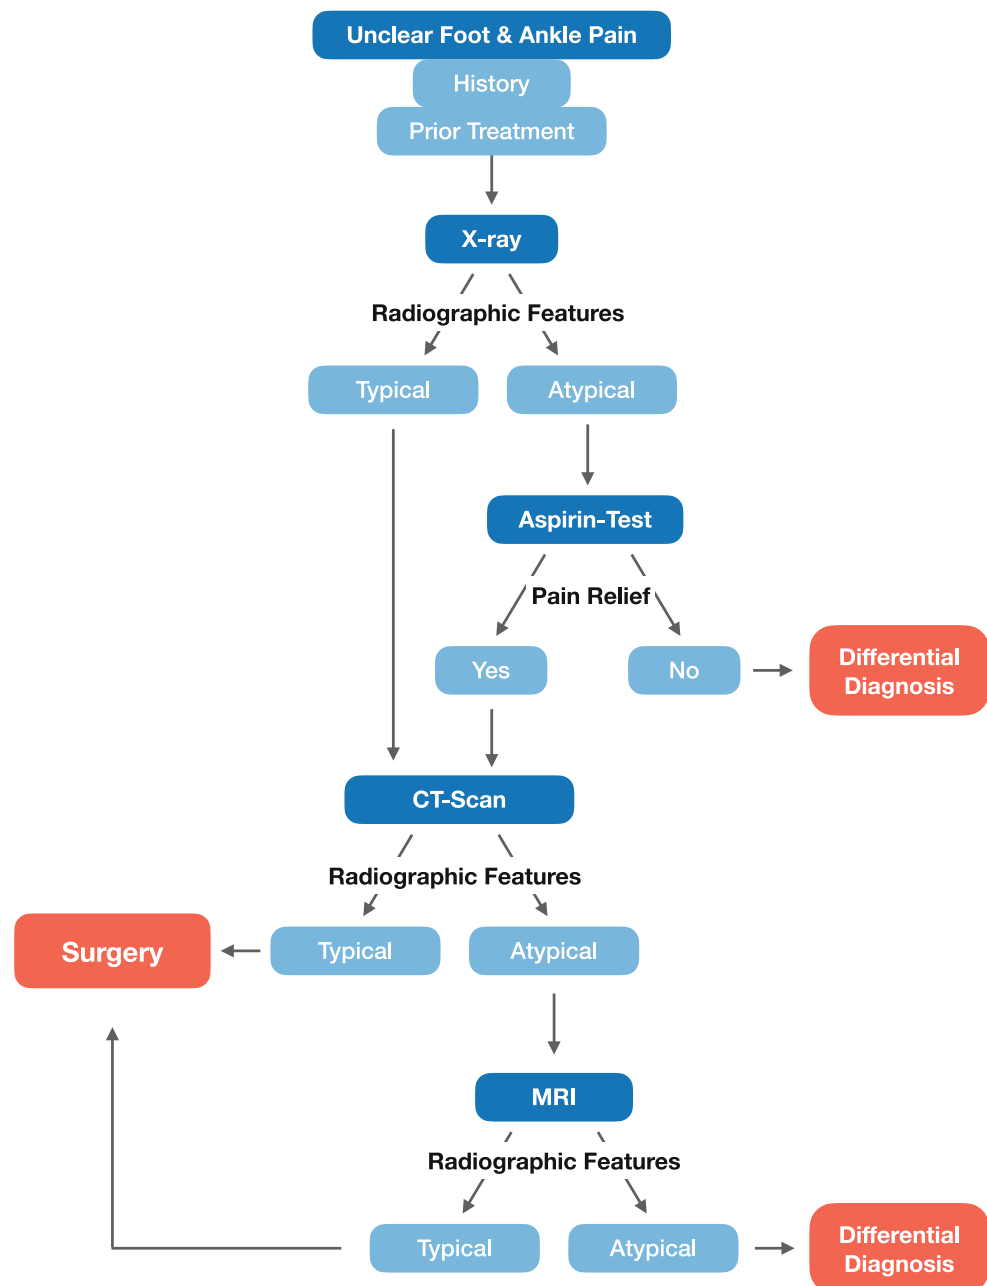 Unclear Foot & Ankle Pain
History
Prior Treatment
X-ray
Radiographic Features
Typical
Atypical
Aspirin-Test
Pain Relief
Yes
No
Differential
Diagnosis
CT-Scan
Radiographic Features
Surgery
Typical
Atypical
MRI
Radiographic Features
Typical
Atypical
Differential
Diagnosis